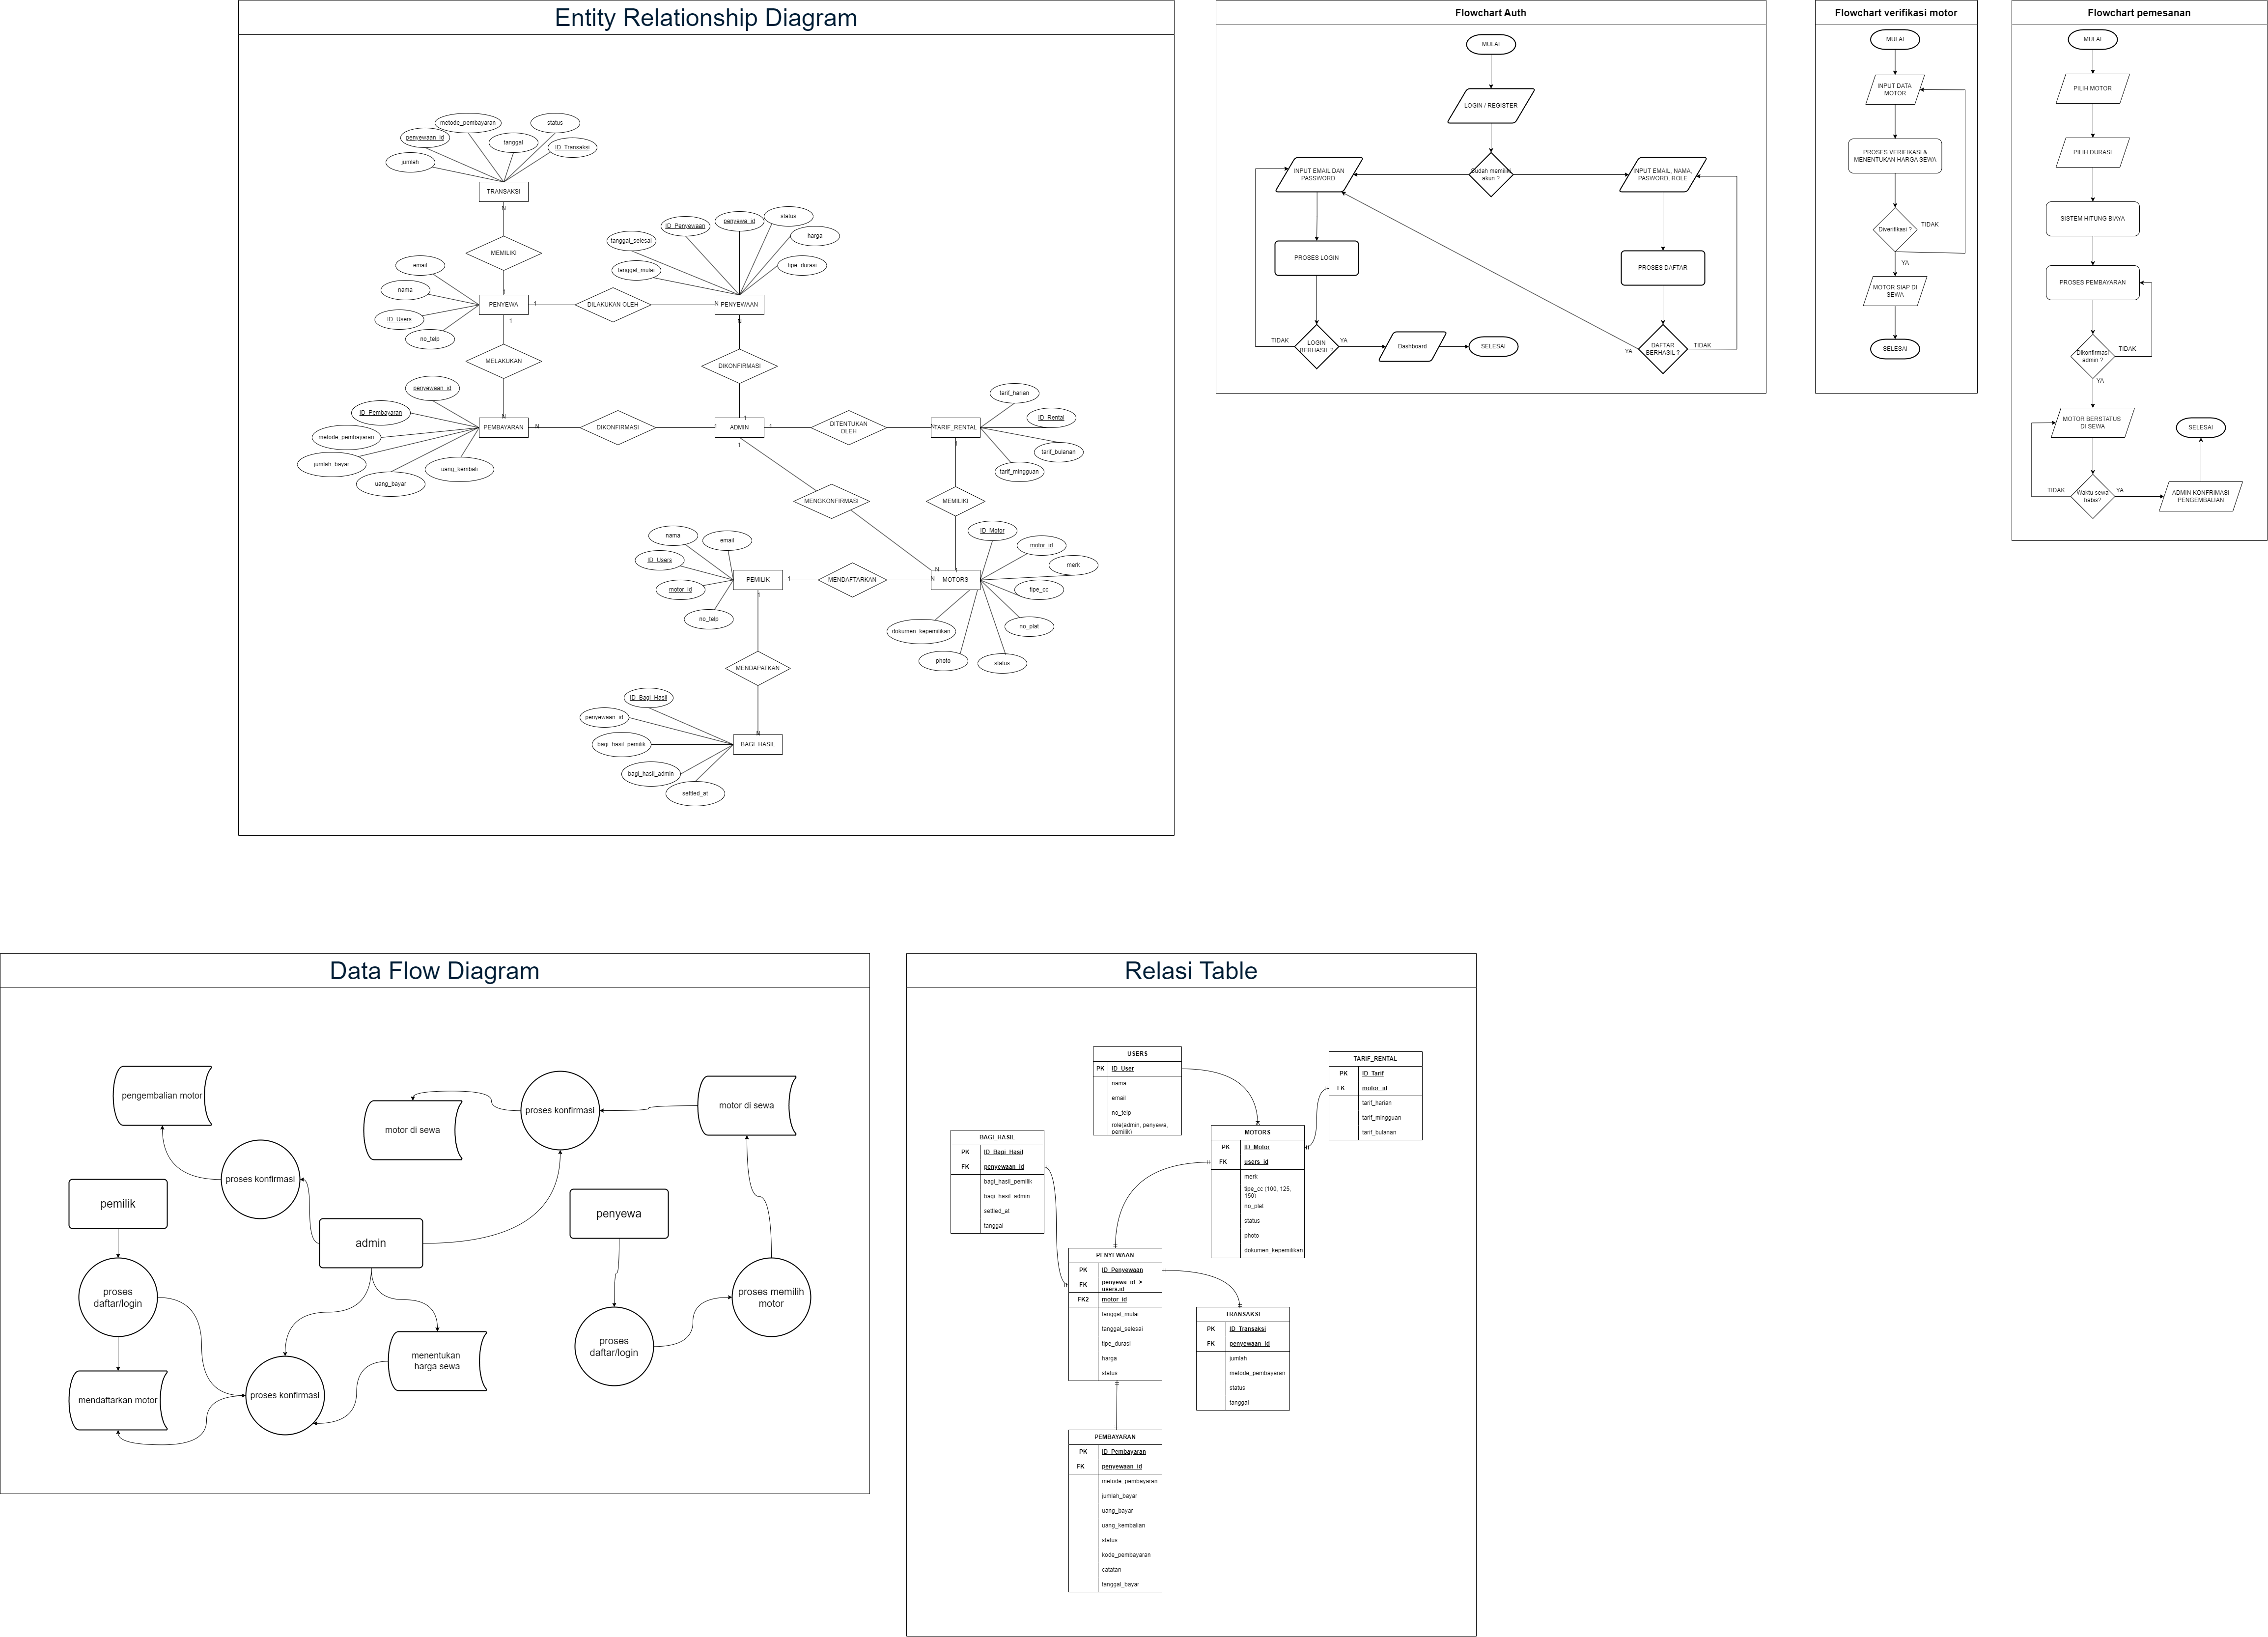 Entity Relationship Diagram
metode_pembayaran
status
penyewaan_id
tanggal
ID_Transaksi
jumlah
TRANSAKSI
N
MEMILIKI
1
ID_Penyewaan
penyewa_id
status
tanggal_selesai
harga
tanggal_mulai
tipe_durasi
email
nama
ID_Users
no_telp
PENYEWA
1
DILAKUKAN OLEH
N
PENYEWAAN
1
N
MELAKUKAN
DIKONFIRMASI
N
1
penyewaan_id
ID_Pembayaran
metode_pembayaran
jumlah_bayar
uang_bayar
uang_kembali
PEMBAYARAN
N
DIKONFIRMASI
1
ADMIN
1
DITENTUKAN
OLEH
N
TARIF_RENTAL
tarif_harian
ID_Rental
tarif_bulanan
tarif_mingguan
1
1
MENGKONFIRMASI
MEMILIKI
N
1
nama
email
ID_Users
motor_id
no_telp
PEMILIK
1
MENDAFTARKAN
N
MOTORS
ID_Motor
motor_id
merk
tipe_cc
no_plat
dokumen_kepemilikan
photo
status
1
MENDAPATKAN
N
ID_Bagi_Hasil
penyewaan_id
bagi_hasil_pemilik
BAGI_HASIL
bagi_hasil_admin
settled_at
Flowchart Auth
MULAI
LOGIN / REGISTER
Sudah memiliki
akun ?
INPUT EMAIL DAN
PASSWORD
INPUT EMAIL, NAMA,
PASWORD, ROLE
PROSES LOGIN
PROSES DAFTAR
TIDAK
LOGIN
BERHASIL ?
YA
Dashboard
SELESAI
YA
DAFTAR
BERHASIL ?
TIDAK
Flowchart verifikasi motor
MULAI
INPUT DATA
MOTOR
PROSES VERIFIKASI &
MENENTUKAN HARGA SEWA
Diverifikasi ?
TIDAK
YA
MOTOR SIAP DI
SEWA
SELESAI
Flowchart pemesanan
MULAI
PILIH MOTOR
PILIH DURASI
SISTEM HITUNG BIAYA
PROSES PEMBAYARAN
Dikonfirmasi
admin ?
TIDAK
YA
MOTOR BERSTATUS
DI SEWA
SELESAI
TIDAK
Waktu sewa
habis?
YA
ADMIN KONFRIMASI
PENGEMBALIAN
Data Flow Diagram
pengembalian motor
motor di sewa
proses konfirmasi
motor di sewa
proses konfirmasi
pemilik
admin
penyewa
proses
daftar/login
proses memilih
motor
proses
daftar/login
menentukan
harga sewa
mendaftarkan motor
proses konfirmasi
Relasi Table
USERS
PK ID_User
nama
email
no_telp
role(admin, penyewa,
pemilik)
TARIF_RENTAL
PK ID_Tarif
FK motor_id
tarif_harian
tarif_mingguan
tarif_bulanan
BAGI_HASIL
PK ID_Bagi_Hasil
FK penyewaan_id
bagi_hasil_pemilik
bagi_hasil_admin
settled_at
tanggal
MOTORS
PK ID_Motor
FK users_id
merk
tipe_cc (100, 125,
150)
no_plat
status
photo
dokumen_kepemilikan
PENYEWAAN
PK ID_Penyewaan
FK penyewa_id ->
users.id
FK2 motor_id
tanggal_mulai
tanggal_selesai
tipe_durasi
harga
status
TRANSAKSI
PK ID_Transaksi
FK penyewaan_id
jumlah
metode_pembayaran
status
tanggal
PEMBAYARAN
PK ID_Pembayaran
FK penyewaan_id
metode_pembayaran
jumlah_bayar
uang_bayar
uang_kembalian
status
kode_pembayaran
catatan
tanggal_bayar